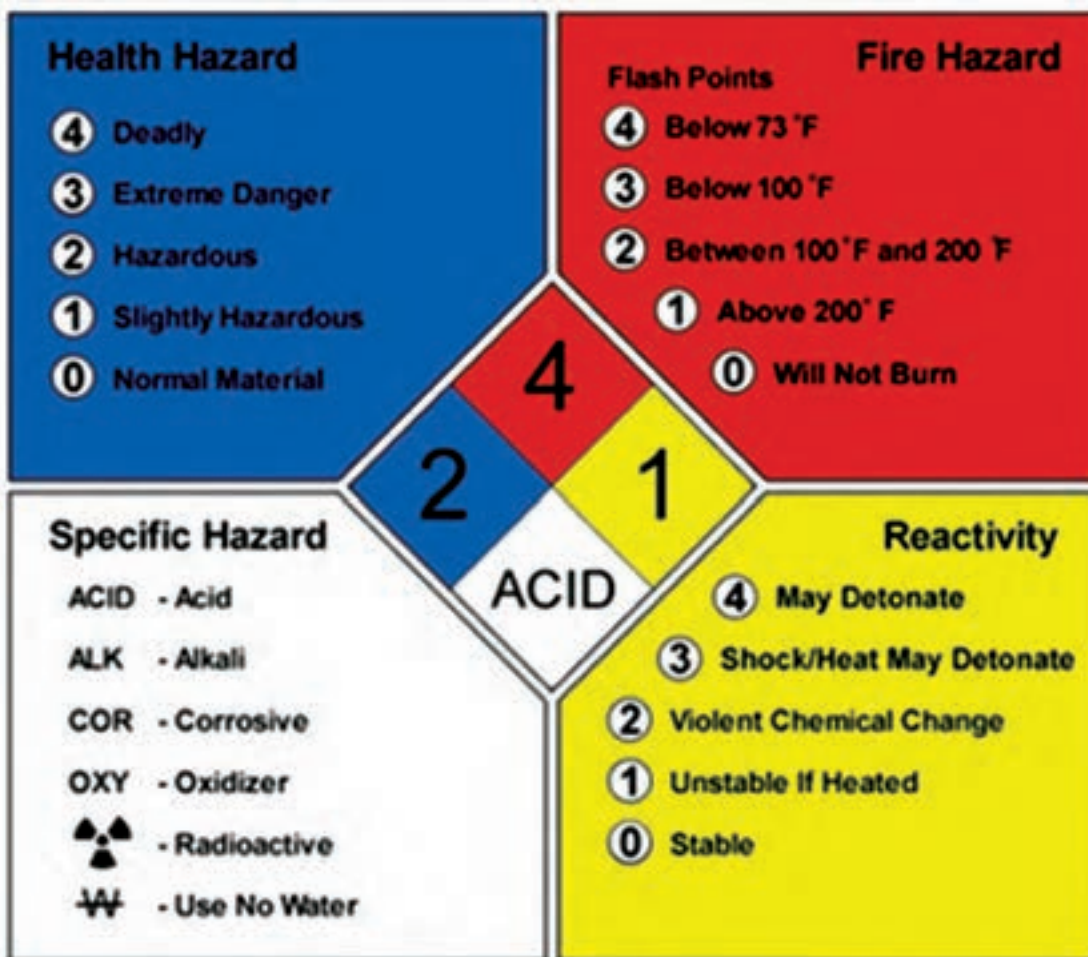 Health Hazard
4 Deadly
3 Extreme Danger
2 Hazardous
1 Slightly Hazardous
0 Normal Material
Fire Hazard
Flash Points
4 Below 73 °F
3 Below 100 °F
2 Between 100 °F and 200 °F
1 Above 200° F
0 Will Not Burn
4
2
1
ACID
Specific Hazard
ACID - Acid
ALK - Alkali
COR - Corrosive
OXY - Oxidizer
- Radioactive
W - Use No Water
Reactivity
4 May Detonate
3 Shock/Heat May Detonate
2 Violent Chemical Change
1 Unstable If Heated
0 Stable